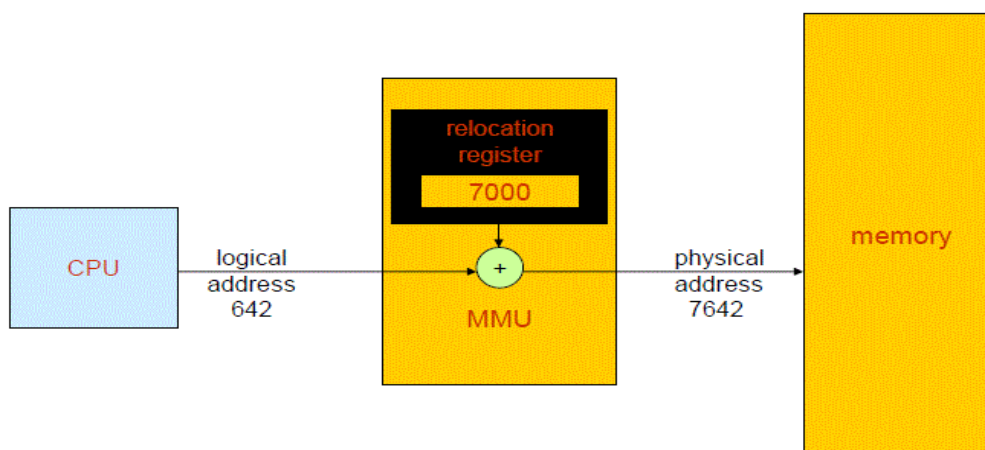 relocation
register
7000
CPU
logical
address
642
+
MMU
physical
address
7642
memory